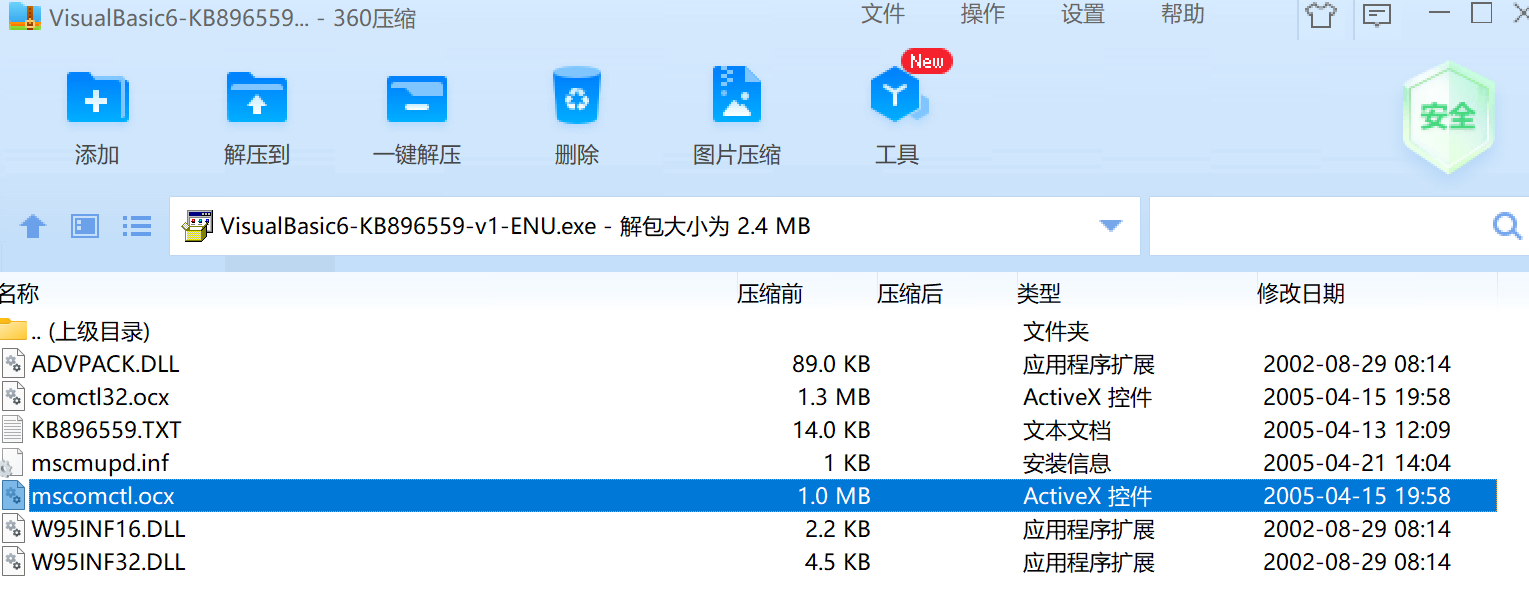 VisualBasic6-KB896559... - 360压缩
文件 操作 设置 帮助
New
添加 解压到 一键解压 删除 图片压缩 工具
安全
VisualBasic6-KB896559-v1-ENU.exe - 解包大小为 2.4 MB
名称 压缩前 压缩后 类型 修改日期
.. (上级目录) 文件夹
ADVPACK.DLL 89.0 KB 应用程序扩展 2002-08-29 08:14
comctl32.ocx 1.3 MB ActiveX 控件 2005-04-15 19:58
KB896559.TXT 14.0 KB 文本文档 2005-04-13 12:09
mscmupd.inf 1 KB 安装信息 2005-04-21 14:04
mscomctl.ocx 1.0 MB ActiveX 控件 2005-04-15 19:58
W95INF16.DLL 2.2 KB 应用程序扩展 2002-08-29 08:14
W95INF32.DLL 4.5 KB 应用程序扩展 2002-08-29 08:14